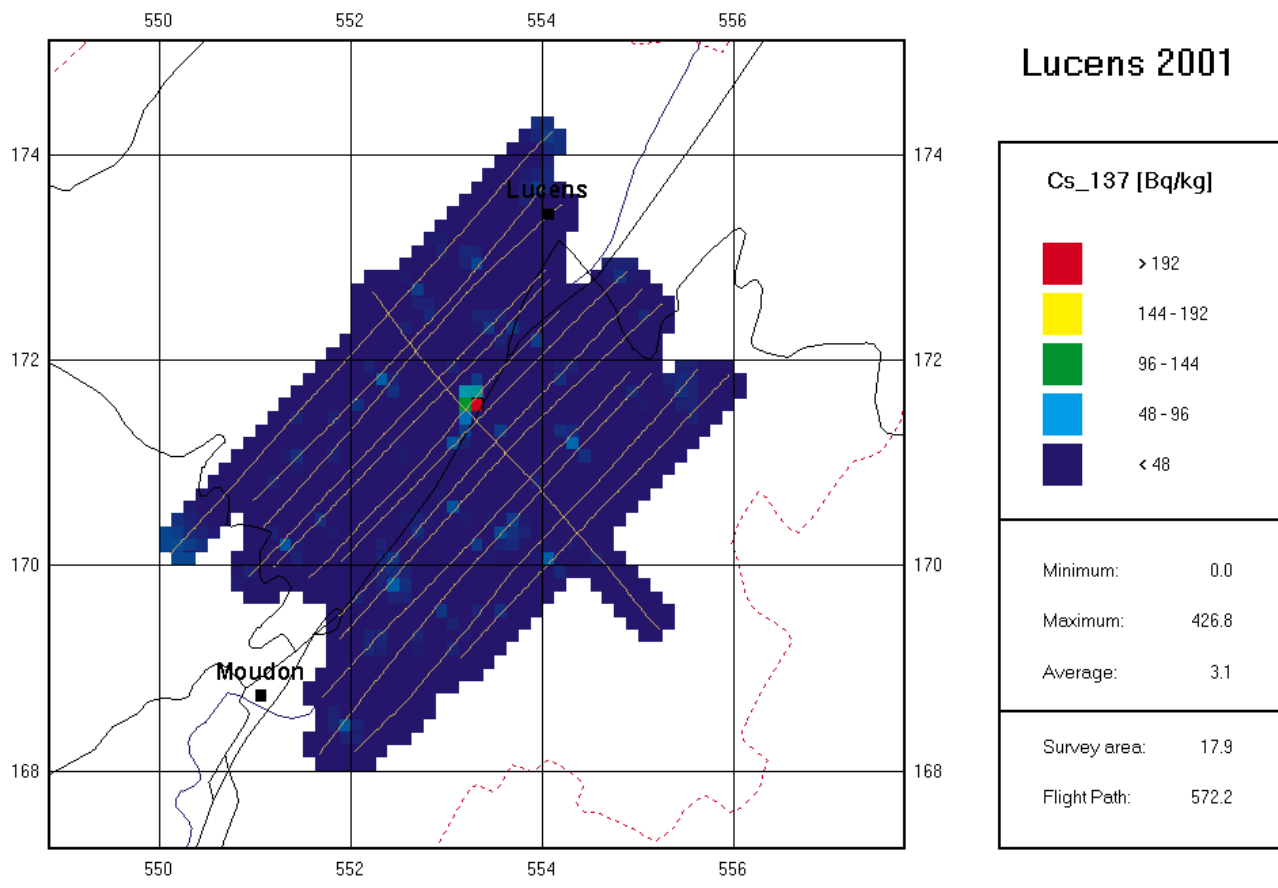 550 552 554 556
Lucens 2001
174 174
Lucens
Cs_137 [Bq/kg]
> 192
144 - 192
172 172
96 - 144
48 - 96
< 48
170 170
Minimum: 0.0
Maximum: 426.8
Moudon
Average: 3.1
Survey area: 17.9
168 168
Flight Path: 572.2
550 552 554 556